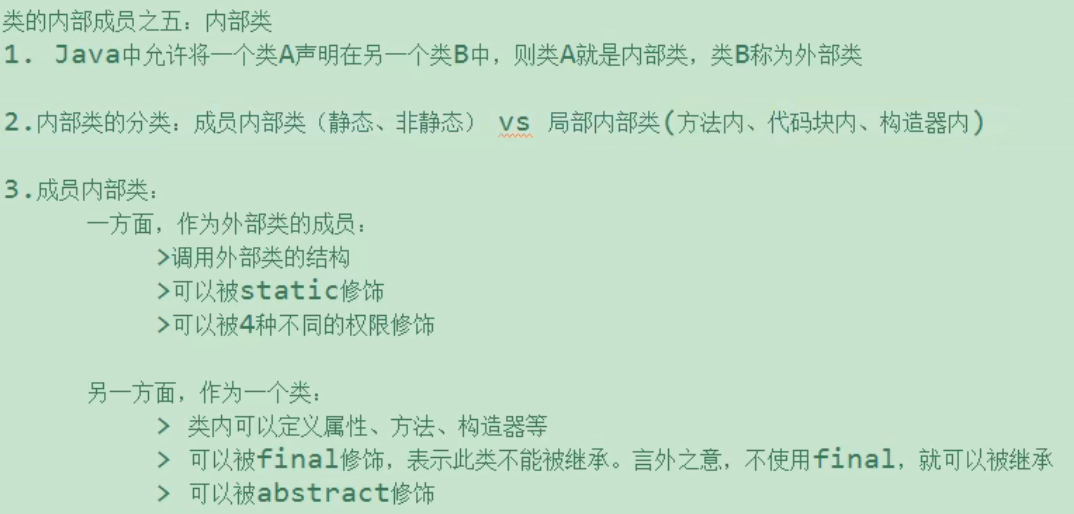 类的内部成员之五：内部类
1. Java中允许将一个类A声明在另一个类B中，则类A就是内部类，类B称为外部类
2.内部类的分类：成员内部类（静态、非静态） vs 局部内部类(方法内、代码块内、构造器内)
3.成员内部类：
一方面，作为外部类的成员：
>调用外部类的结构
>可以被static修饰
>可以被4种不同的权限修饰
另一方面，作为一个类：
> 类内可以定义属性、方法、构造器等
> 可以被final修饰，表示此类不能被继承。言外之意，不使用final，就可以被继承
> 可以被abstract修饰